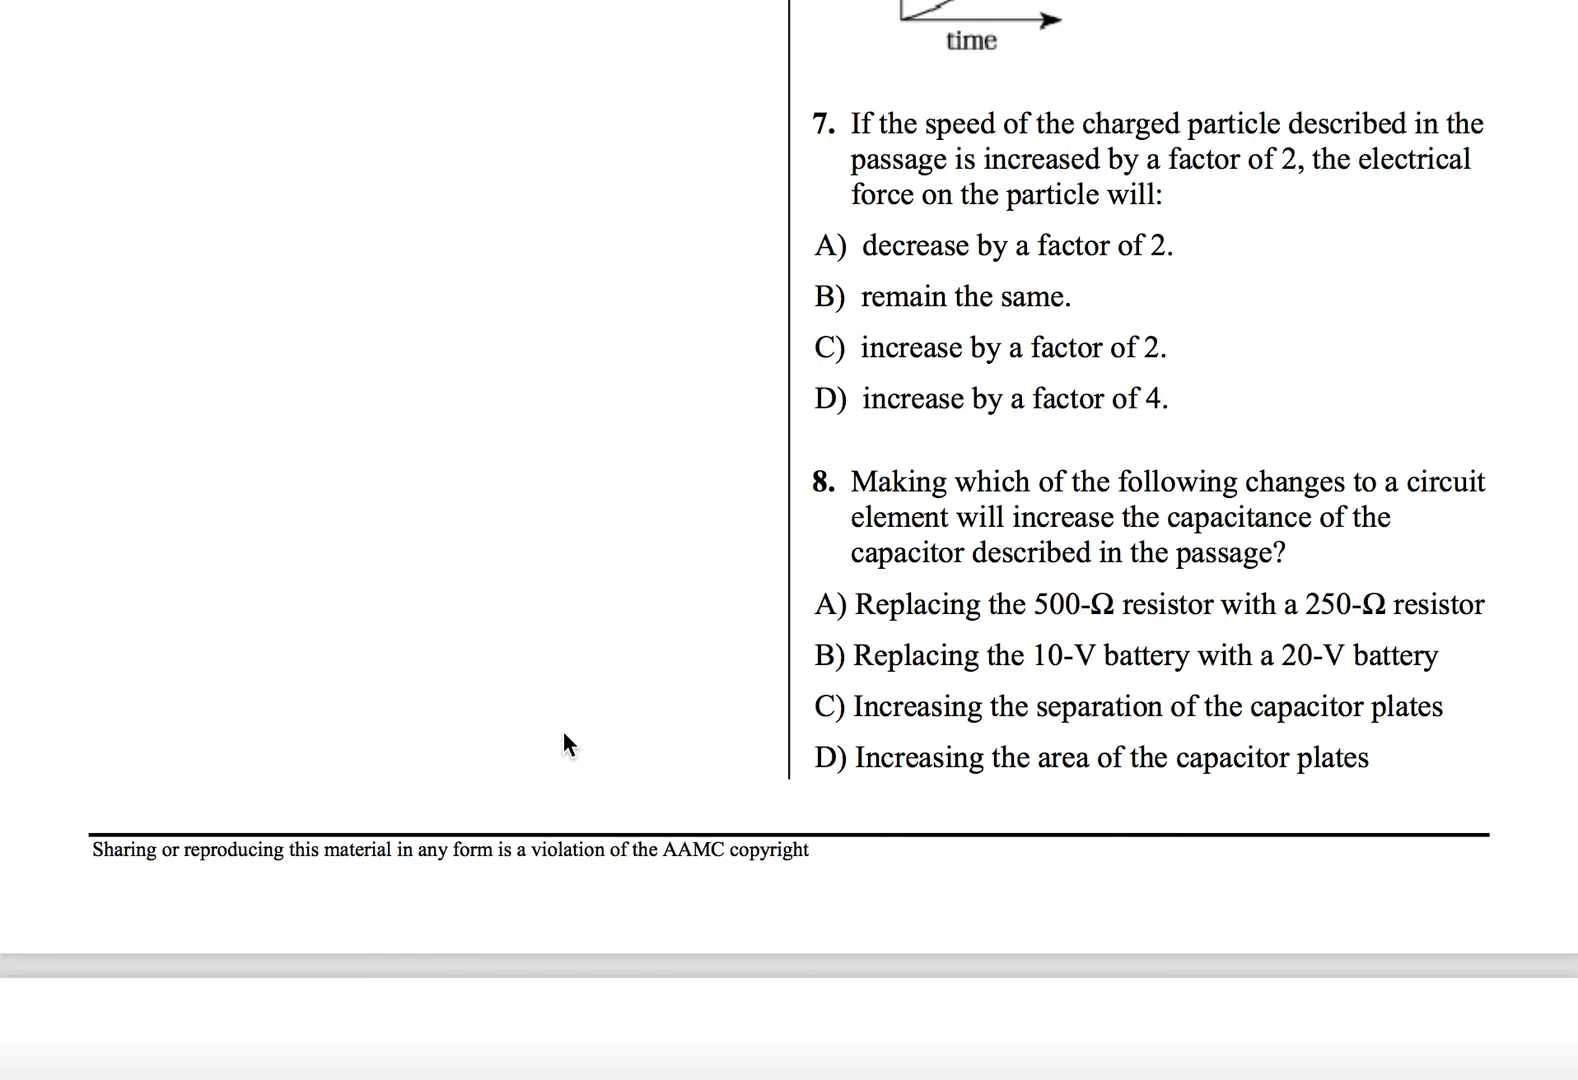 time
7. If the speed of the charged particle described in the
passage is increased by a factor of 2, the electrical
force on the particle will:
A) decrease by a factor of 2.
B) remain the same.
C) increase by a factor of 2.
D) increase by a factor of 4.
8. Making which of the following changes to a circuit
element will increase the capacitance of the
capacitor described in the passage?
A) Replacing the 500-Ω resistor with a 250-Ω resistor
B) Replacing the 10-V battery with a 20-V battery
C) Increasing the separation of the capacitor plates
D) Increasing the area of the capacitor plates
Sharing or reproducing this material in any form is a violation of the AAMC copyright